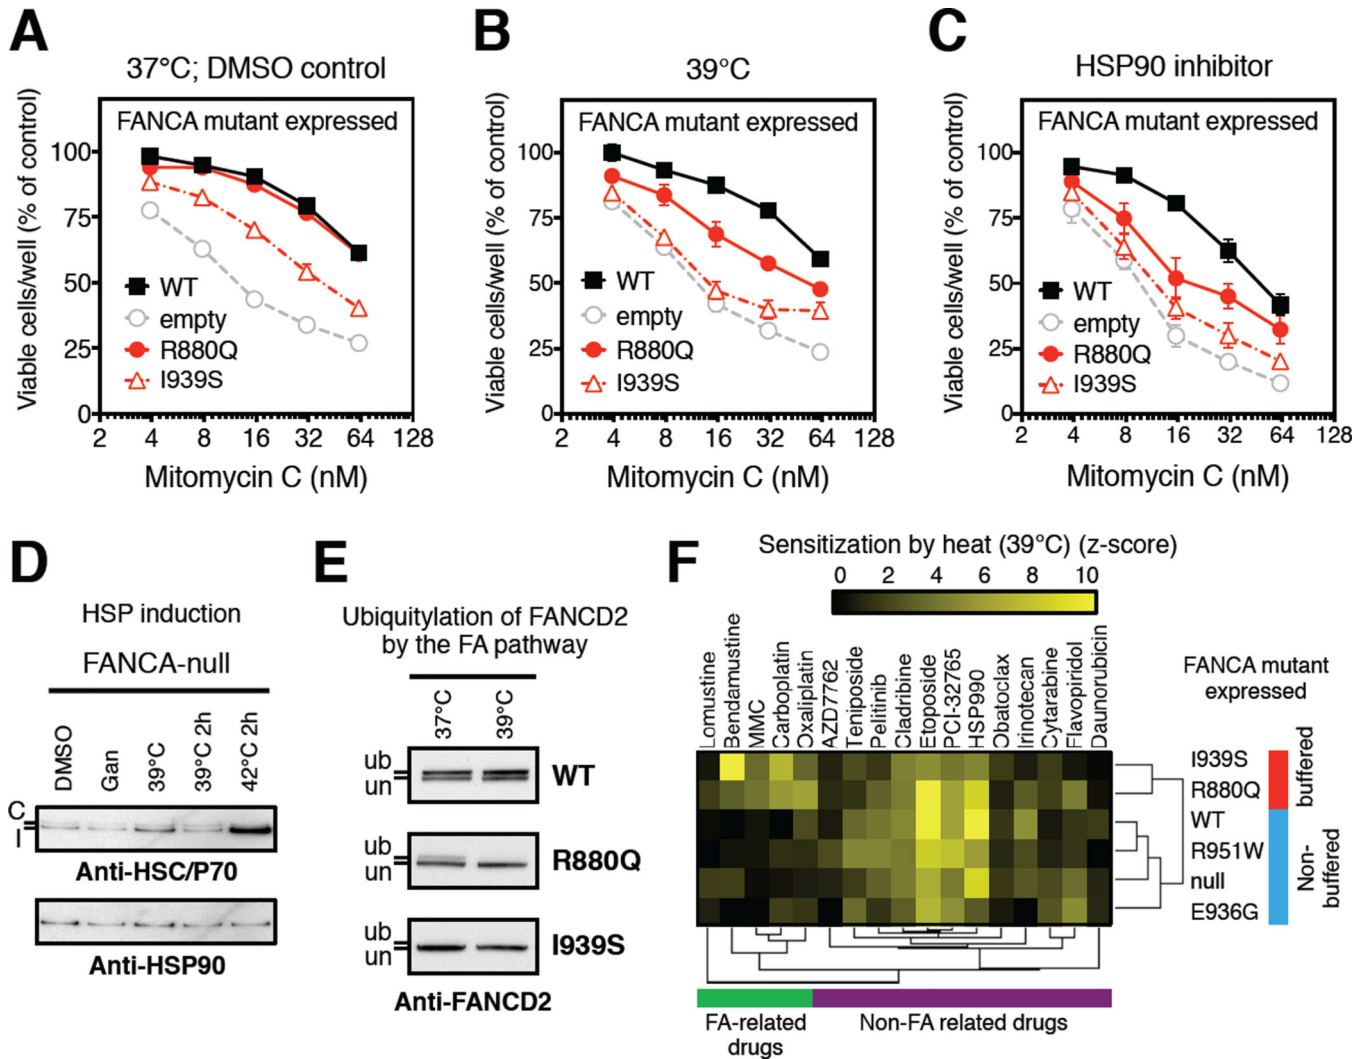 A
37°C; DMSO control
Viable cells/well (% of control)
FANCA mutant expressed
100
75
50
25
0
WT
empty
R880Q
I939S
2 4 8 16 32 64 128
Mitomycin C (nM)
B
39°C
Viable cells/well (% of control)
FANCA mutant expressed
100
75
50
25
0
WT
empty
R880Q
I939S
2 4 8 16 32 64 128
Mitomycin C (nM)
C
HSP90 inhibitor
Viable cells/well (% of control)
FANCA mutant expressed
100
75
50
25
0
WT
empty
R880Q
I939S
2 4 8 16 32 64 128
Mitomycin C (nM)
D
HSP induction
FANCA-null
DMSO
Gan
39°C
39°C 2h
42°C 2h
C
I
Anti-HSC/P70
Anti-HSP90
E
Ubiquitylation of FANCD2
by the FA pathway
37°C
39°C
ub
un
WT
ub
un
R880Q
ub
un
I939S
Anti-FANCD2
F
Sensitization by heat (39°C) (z-score)
0 2 4 6 8 10
Lomustine
Bendamustine
MMC
Carboplatin
Oxaliplatin
AZD7762
Teniposide
Pelitinib
Cladribine
Etoposide
PCI-32765
HSP990
Obatoclax
Irinotecan
Cytarabine
Flavopiridol
Daunorubicin
FANCA mutant
expressed
I939S
R880Q
WT
R951W
null
E936G
buffered
Non-
buffered
FA-related
drugs
Non-FA related drugs